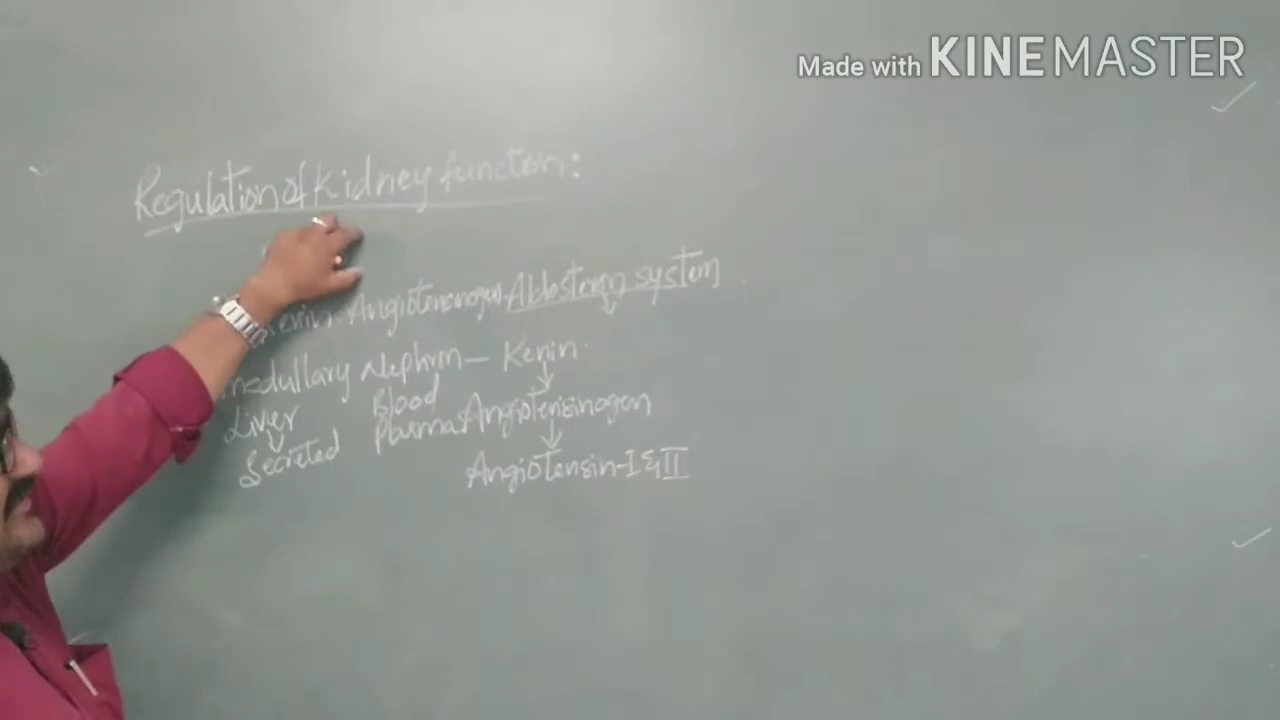 Made with KINEMASTER
Regulation of kidney function:
Angiotensinogen Aldosteron system
medullary Nephron — Renin.
Liver Blood
Plasma Angiotensinogen
Secreted
Angiotensin-I & II